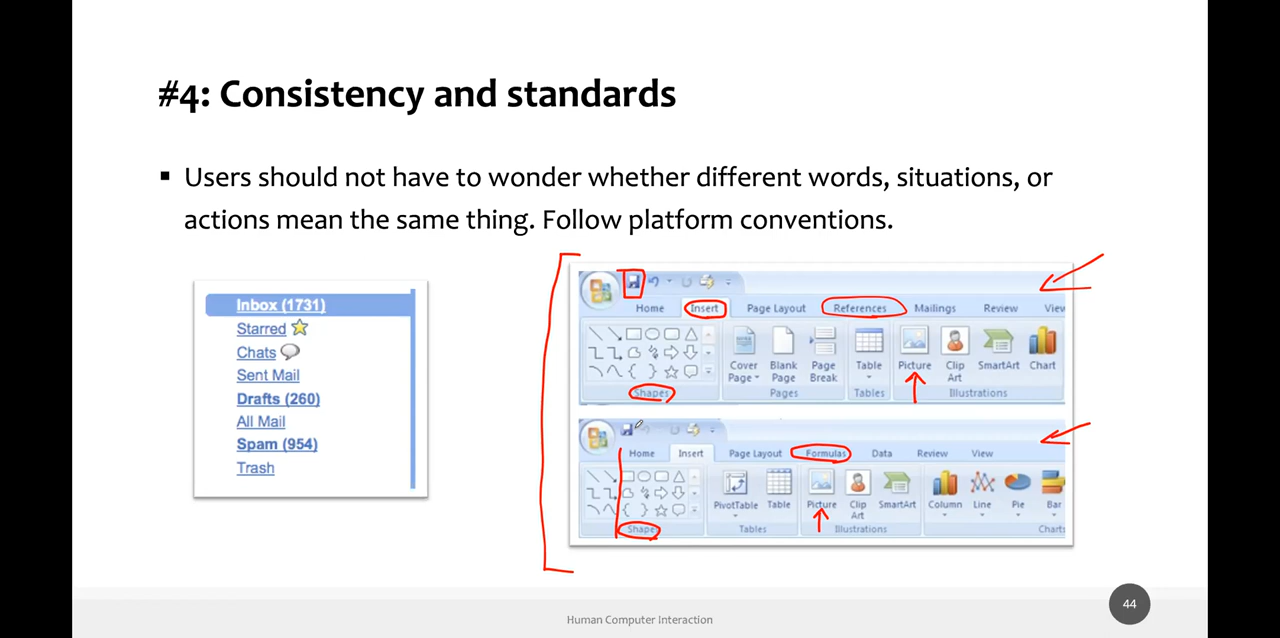 #4: Consistency and standards
▪ Users should not have to wonder whether different words, situations, or
actions mean the same thing. Follow platform conventions.
Inbox (1731)
Starred
Chats
Sent Mail
Drafts (260)
All Mail
Spam (954)
Trash
Home Insert Page Layout References Mailings Review View
Cover Page Blank Page Page Break Table Picture Clip Art SmartArt Chart
Shapes Pages Tables Illustrations
Home Insert Page Layout Formulas Data Review View
PivotTable Table Picture Clip Art SmartArt Column Line Pie Bar
Shapes Tables Illustrations Charts
Human Computer Interaction
44